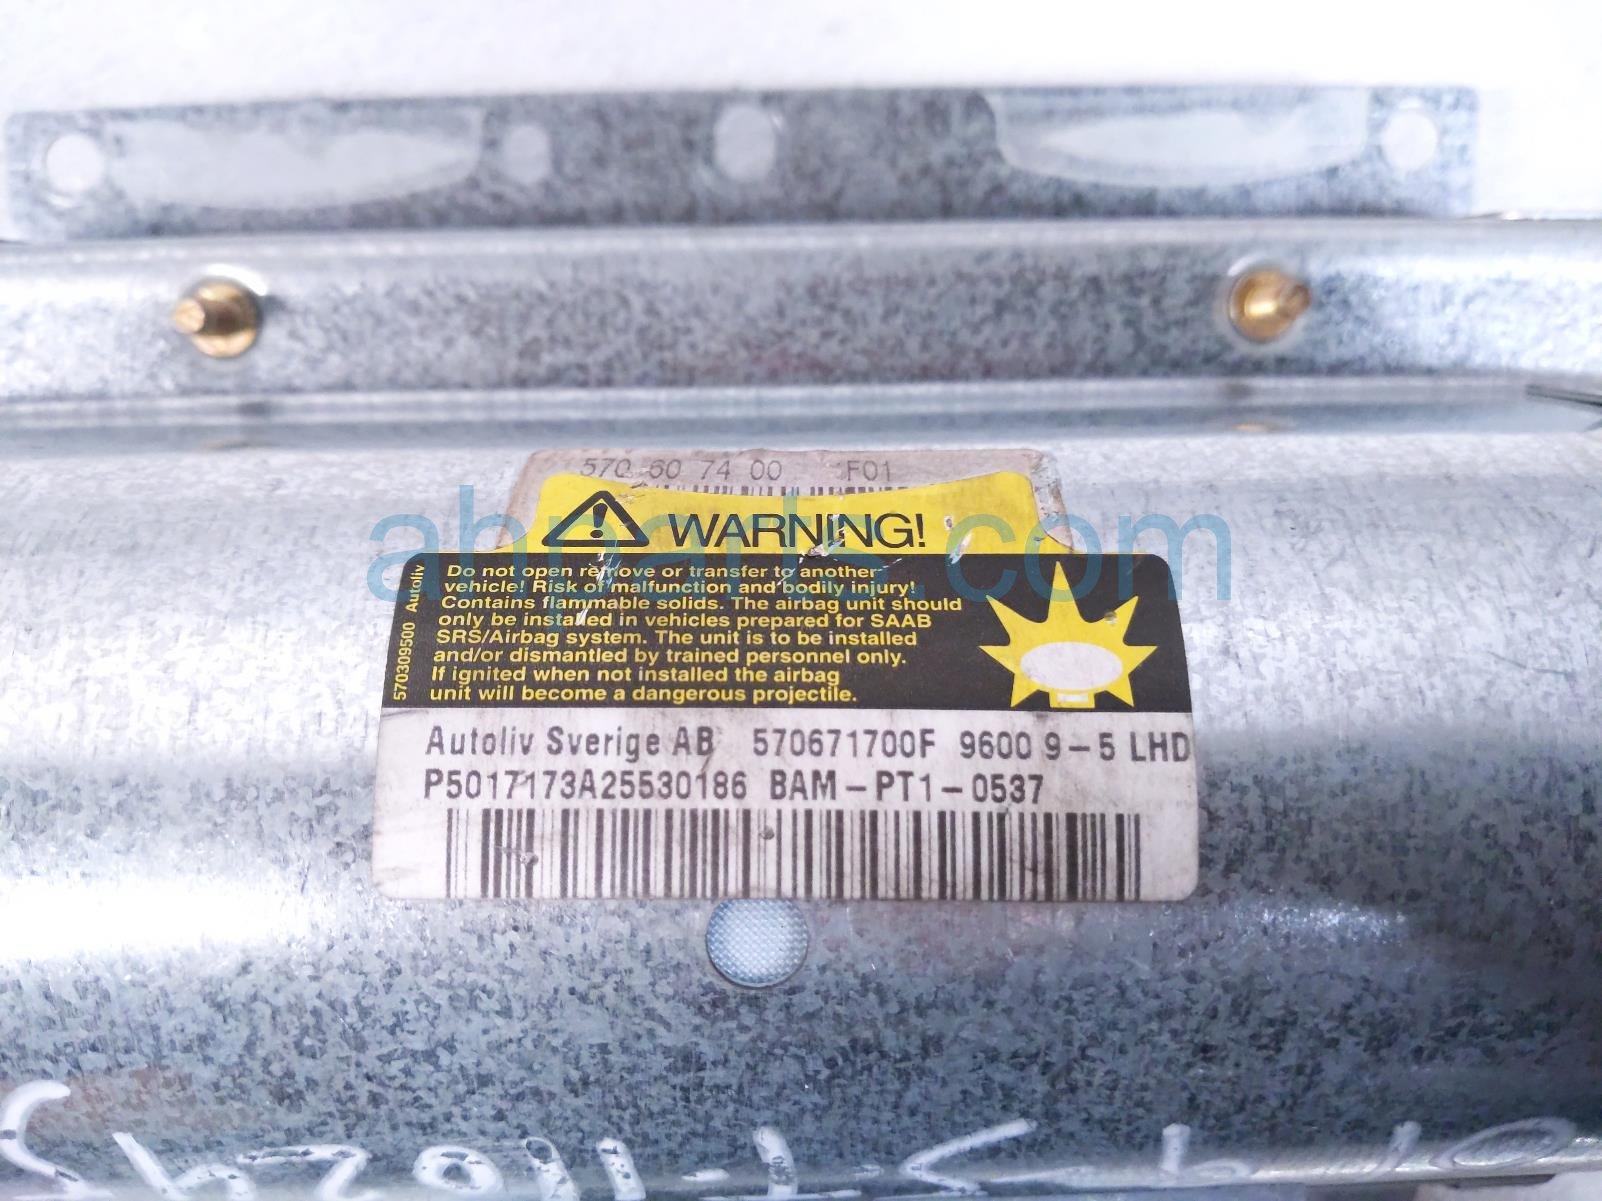 570 60 74 00 F01
WARNING!
Do not open remove or transfer to another
vehicle! Risk of malfunction and bodily injury!
Contains flammable solids. The airbag unit should
only be installed in vehicles prepared for SAAB
SRS/Airbag system. The unit is to be installed
and/or dismantled by trained personnel only.
If ignited when not installed the airbag
unit will become a dangerous projectile.
570309500 Autoliv
Autoliv Sverige AB 570671700F 9600 9-5 LHD
P5017173A25530186 BAM-PT1-0537
ahparts.com